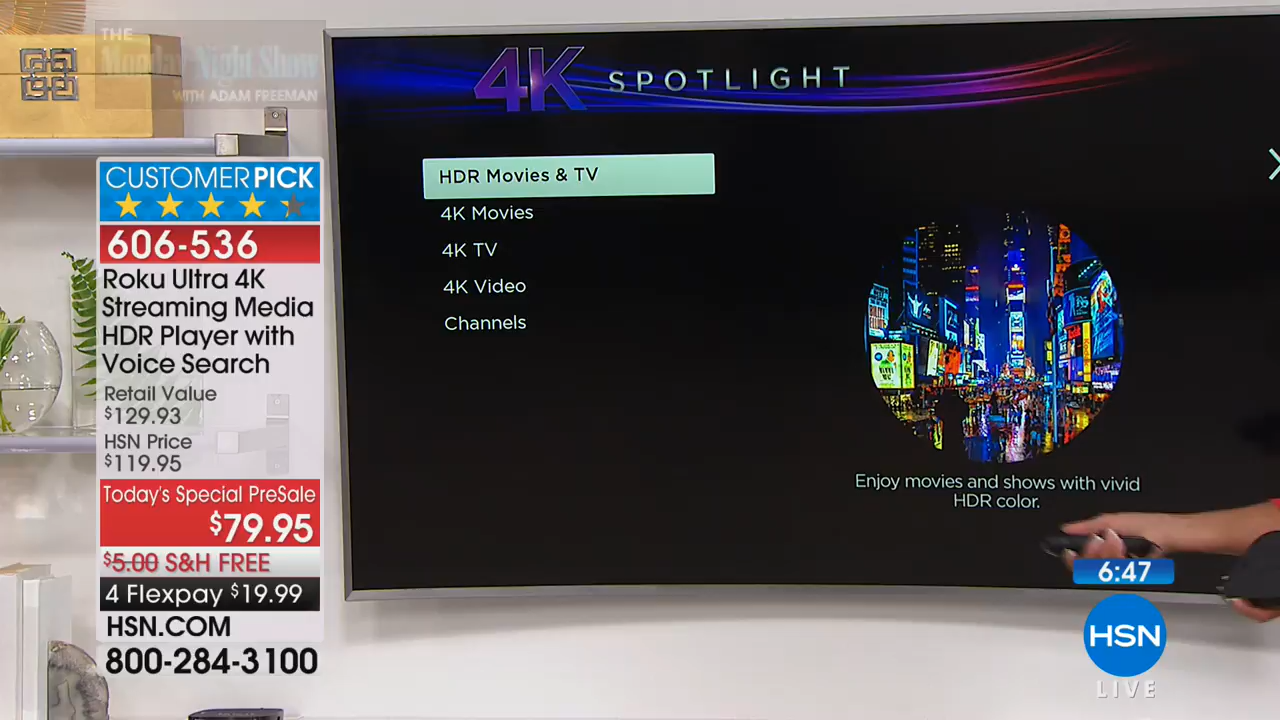 THE
Monday Night Show
WITH ADAM FREEMAN
CUSTOMER PICK
606-536
Roku Ultra 4K
Streaming Media
HDR Player with
Voice Search
Retail Value
$129.93
HSN Price
$119.95
Today's Special PreSale
$79.95
$5.00 S&H FREE
4 Flexpay $19.99
HSN.COM
800-284-3100
4K SPOTLIGHT
HDR Movies & TV
4K Movies
4K TV
4K Video
Channels
Enjoy movies and shows with vivid
HDR color.
6:47
HSN
LIVE